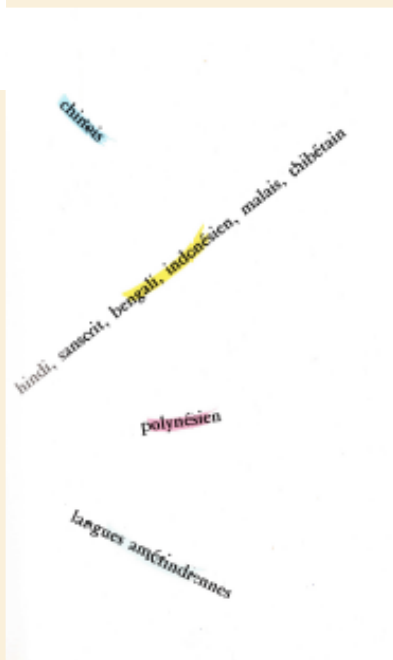 chinois
hindi, sanscrit, bengali, indonésien, malais, thibétain
polynésien
langues amérindiennes